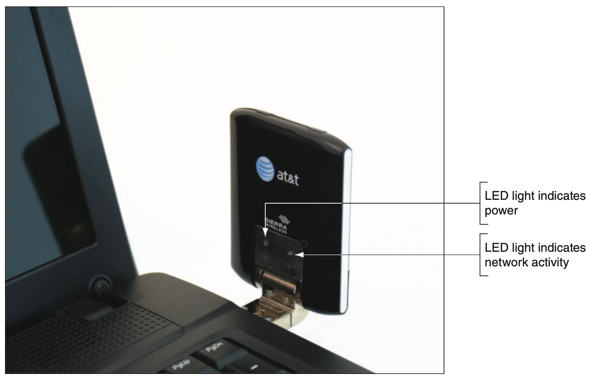 at&t
SIERRA
WIRELESS
LED light indicates
power
LED light indicates
network activity
PgUp
PgDn